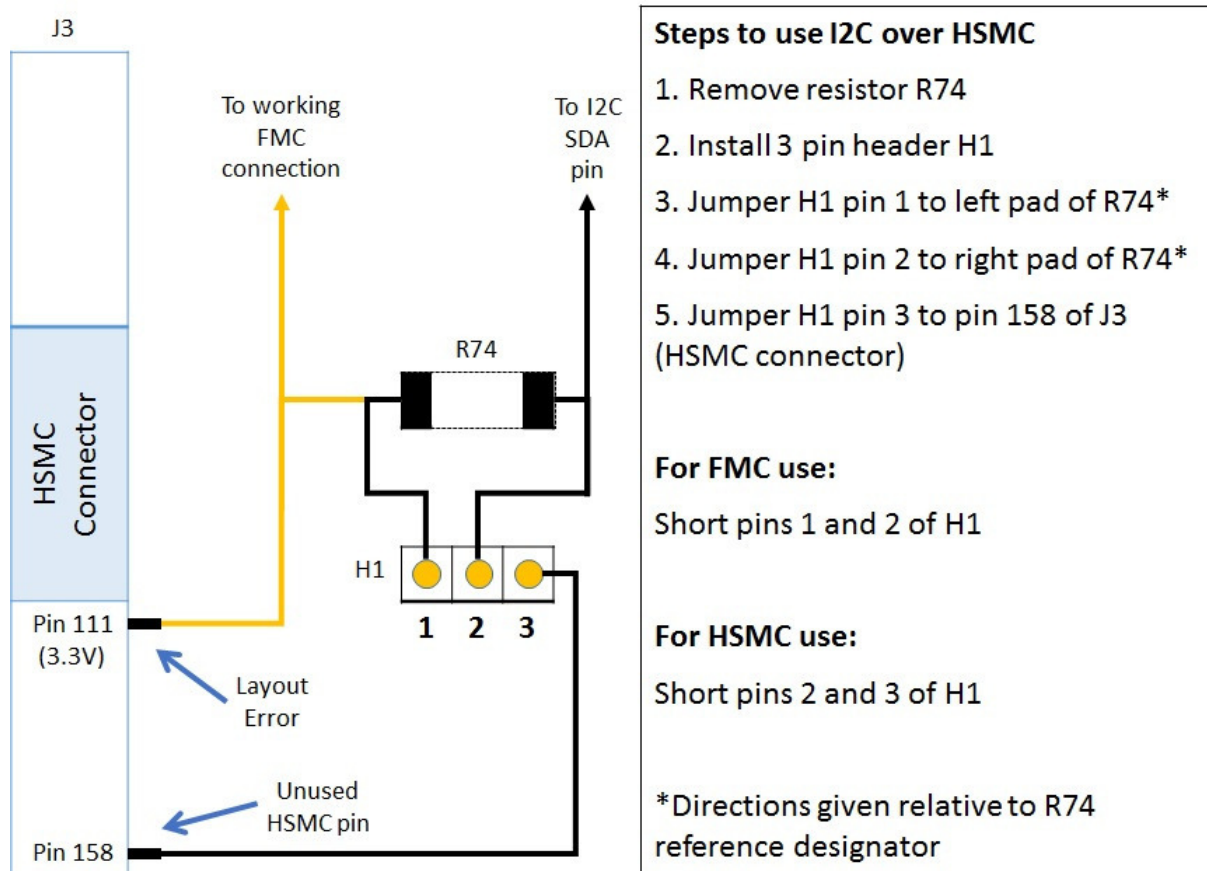 J3
To working
FMC
connection
To I2C
SDA
pin
R74
HSMC
Connector
H1
1 2 3
Pin 111
(3.3V)
Layout
Error
Unused
HSMC pin
Pin 158
Steps to use I2C over HSMC
1. Remove resistor R74
2. Install 3 pin header H1
3. Jumper H1 pin 1 to left pad of R74*
4. Jumper H1 pin 2 to right pad of R74*
5. Jumper H1 pin 3 to pin 158 of J3
(HSMC connector)
For FMC use:
Short pins 1 and 2 of H1
For HSMC use:
Short pins 2 and 3 of H1
*Directions given relative to R74
reference designator